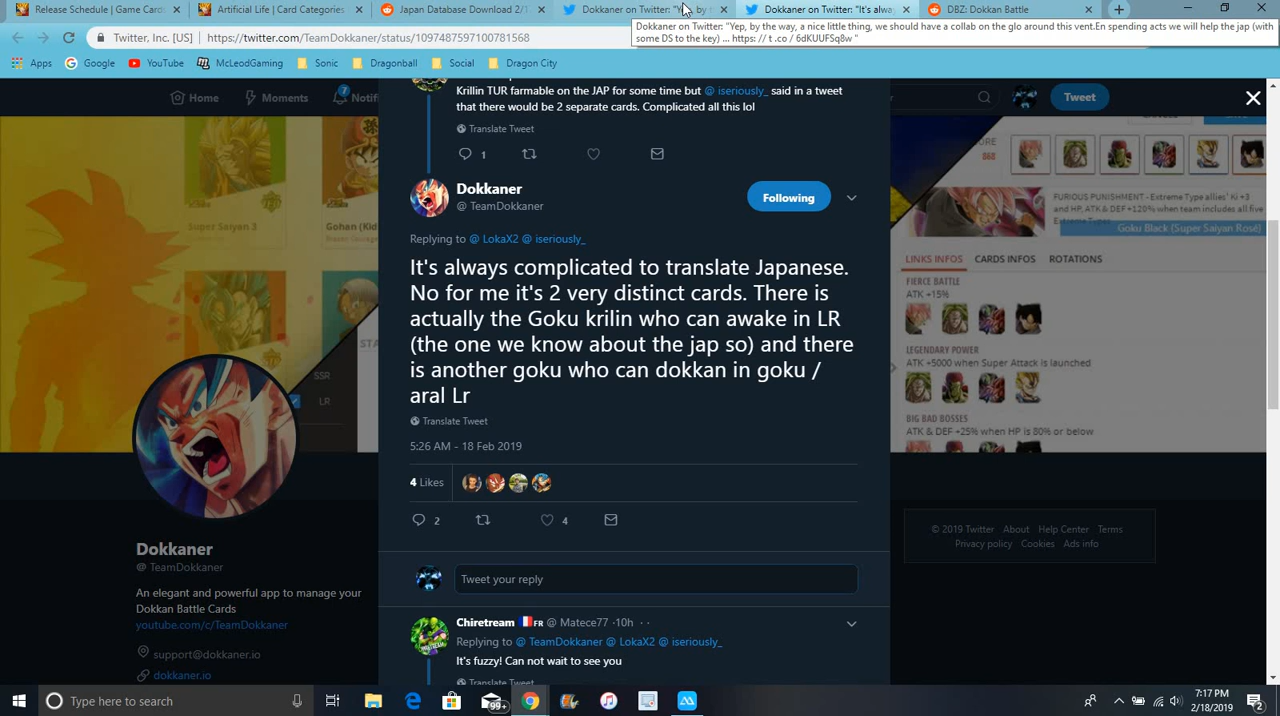 Release Schedule | Game Cards
Artificial Life | Card Categories
Japan Database Download 2/1
Dokkaner on Twitter:
Dokkaner on Twitter: "It's alwa
DBZ: Dokkan Battle
Twitter, Inc. [US] | https://twitter.com/TeamDokkaner/status/1097487597100781568
Dokkaner on Twitter: "Yep, by the way, a nice little thing, we should have a collab on the glo around this vent.En spending acts we will help the jap (with
some DS to the key) ... https: // t .co / 6dKUUFSq8w "
Apps
Google
YouTube
McLeodGaming
Sonic
Dragonball
Social
Dragon City
Home
Moments
7
Notifi
Tweet
Krillin TUR farmable on the JAP for some time but @ iseriously_ said in a tweet
that there would be 2 separate cards. Complicated all this lol
Translate Tweet
1
Dokkaner
@ TeamDokkaner
Following
Replying to @ LokaX2 @ iseriously_
It's always complicated to translate Japanese.
No for me it's 2 very distinct cards. There is
actually the Goku krilin who can awake in LR
(the one we know about the jap so) and there
is another goku who can dokkan in goku /
aral Lr
Translate Tweet
5:26 AM - 18 Feb 2019
4 Likes
2
4
Tweet your reply
Chiretream FR @ Matece77 ·10h · ·
Replying to @ TeamDokkaner @ LokaX2 @ iseriously_
It's fuzzy! Can not wait to see you
Translate Tweet
Super Saiyan 3
Gohan (Kid
STA
SSR
LR
Dokkaner
@ TeamDokkaner
An elegant and powerful app to manage your
Dokkan Battle Cards
youtube.com/c/TeamDokkaner
support@dokkaner.io
dokkaner.io
868
FURIOUS PUNISHMENT - Extreme Type allies' Ki +3
and HP, ATK & DEF +120% when team includes all five
Extreme Types
Goku Black (Super Saiyan Rosé)
LINKS INFOS
CARDS INFOS
ROTATIONS
FIERCE BATTLE
ATK +15%
LEGENDARY POWER
ATK +5000 when Super Attack is launched
BIG BAD BOSSES
ATK & DEF +25% when HP is 80% or below
© 2019 Twitter About Help Center Terms
Privacy policy Cookies Ads info
Type here to search
99+
7:17 PM
2/18/2019
2